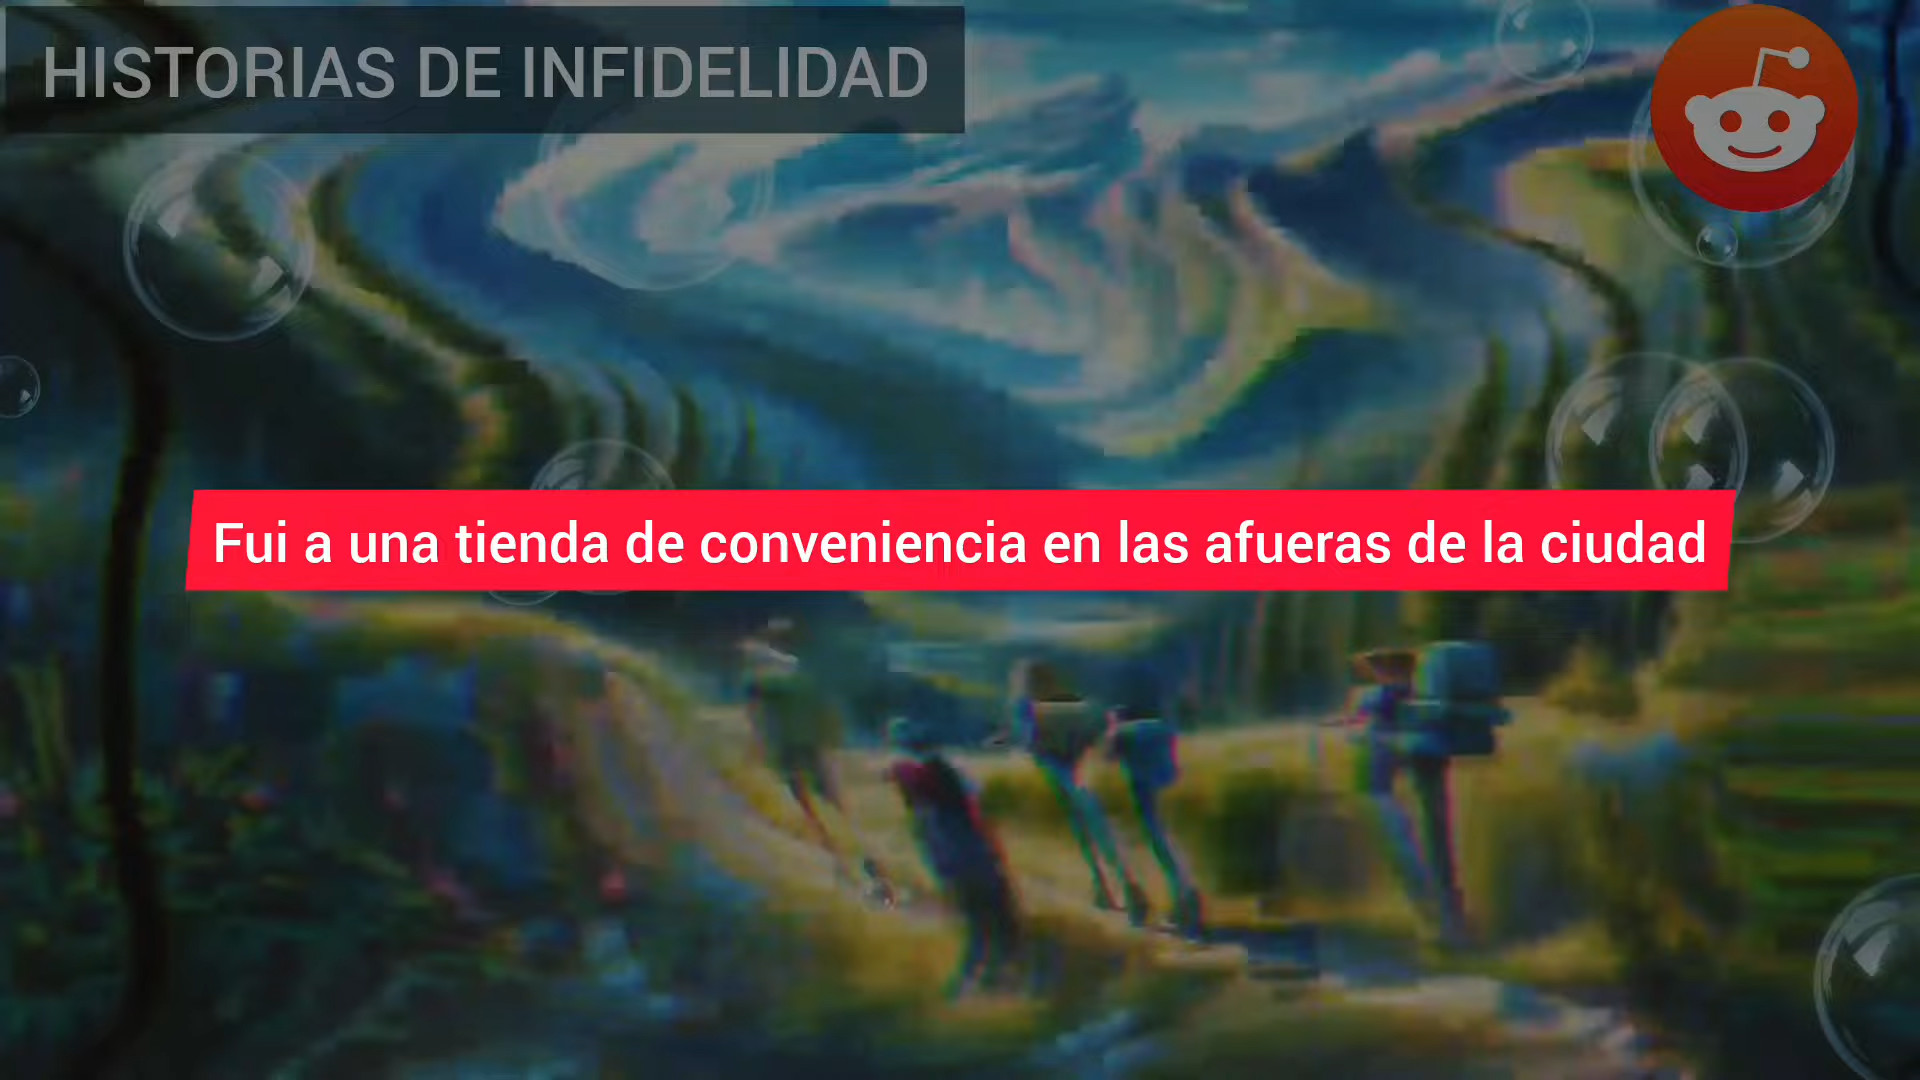 HISTORIAS DE INFIDELIDAD
Fui a una tienda de conveniencia en las afueras de la ciudad